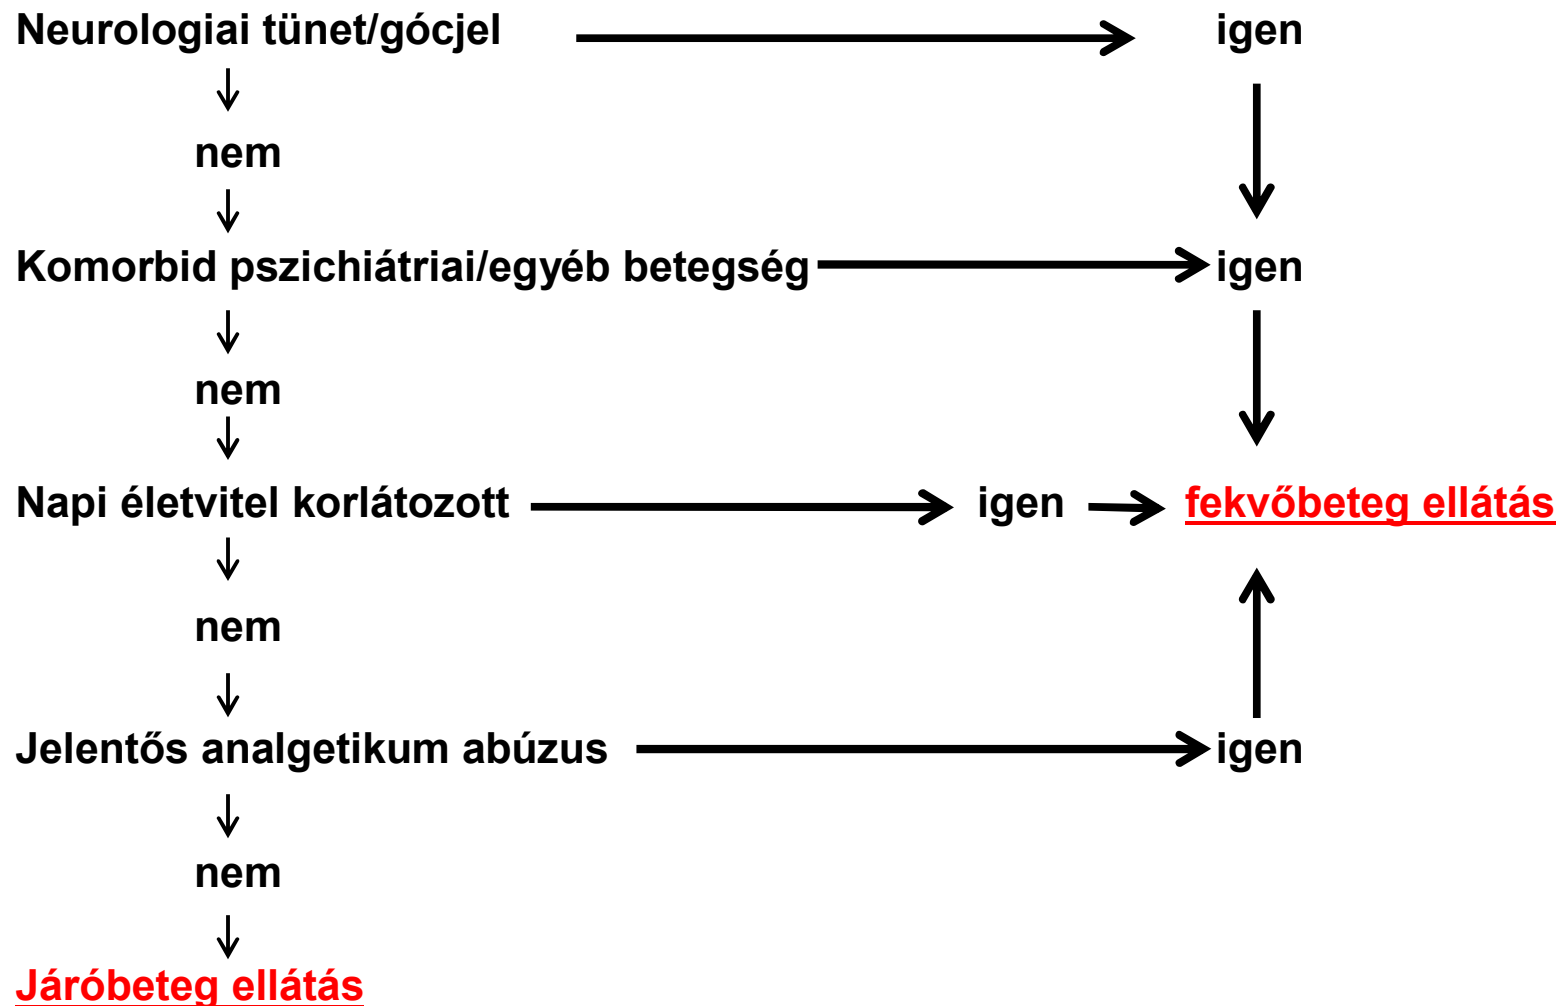 Neurologiai tünet/gócjel igen
nem
Komorbid pszichiátriai/egyéb betegség igen
nem
Napi életvitel korlátozott igen fekvőbeteg ellátás
nem
Jelentős analgetikum abúzus igen
nem
Járóbeteg ellátás